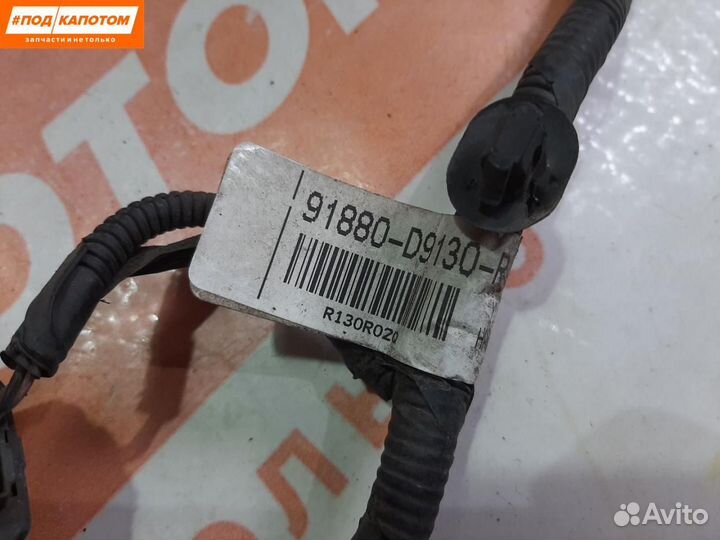 #ПОД КАПОТОМ
запчасти и не только
91880-D9130-R
R130R020
H
Avito